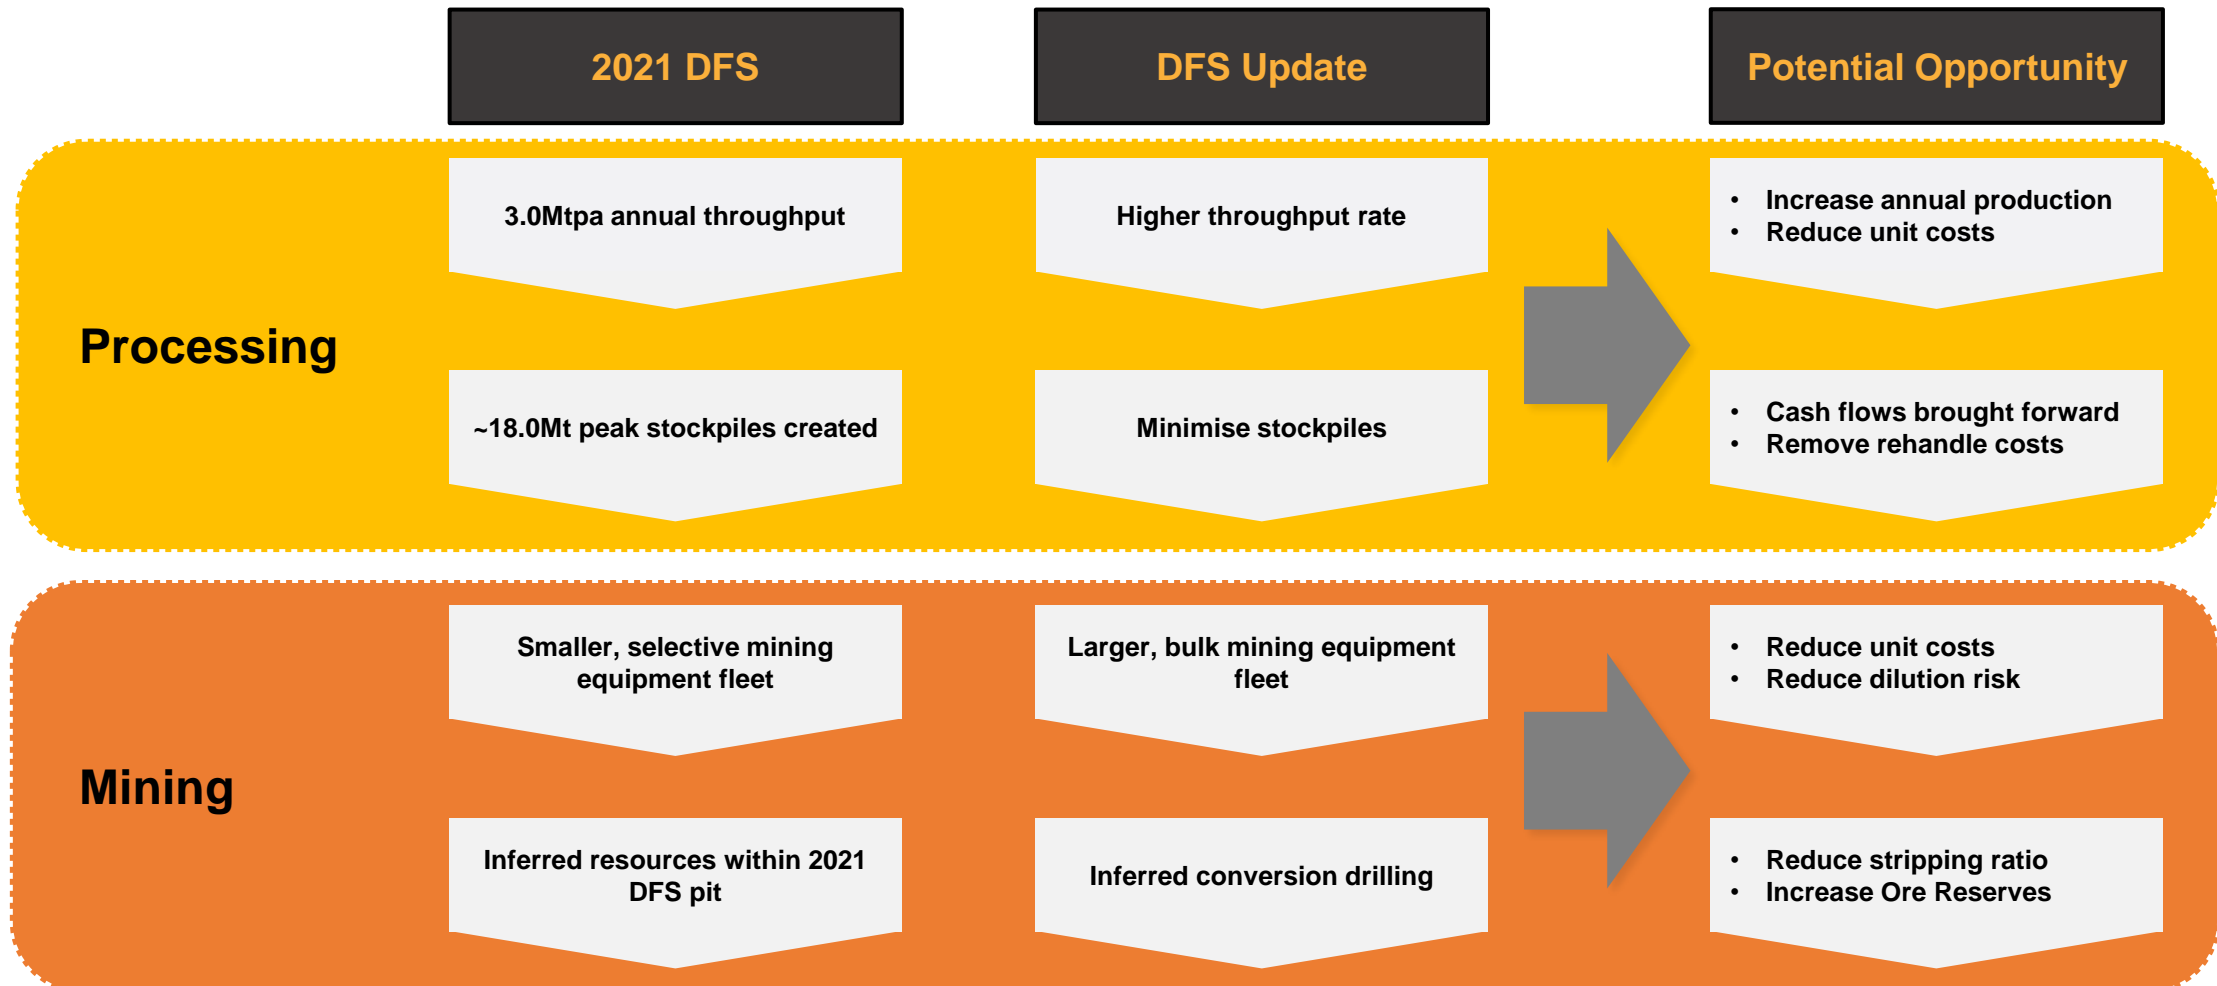 2021 DFS
DFS Update
Potential Opportunity
Processing
3.0Mtpa annual throughput
Higher throughput rate
• Increase annual production
• Reduce unit costs
~18.0Mt peak stockpiles created
Minimise stockpiles
• Cash flows brought forward
• Remove rehandle costs
Mining
Smaller, selective mining
equipment fleet
Larger, bulk mining equipment
fleet
• Reduce unit costs
• Reduce dilution risk
Inferred resources within 2021
DFS pit
Inferred conversion drilling
• Reduce stripping ratio
• Increase Ore Reserves